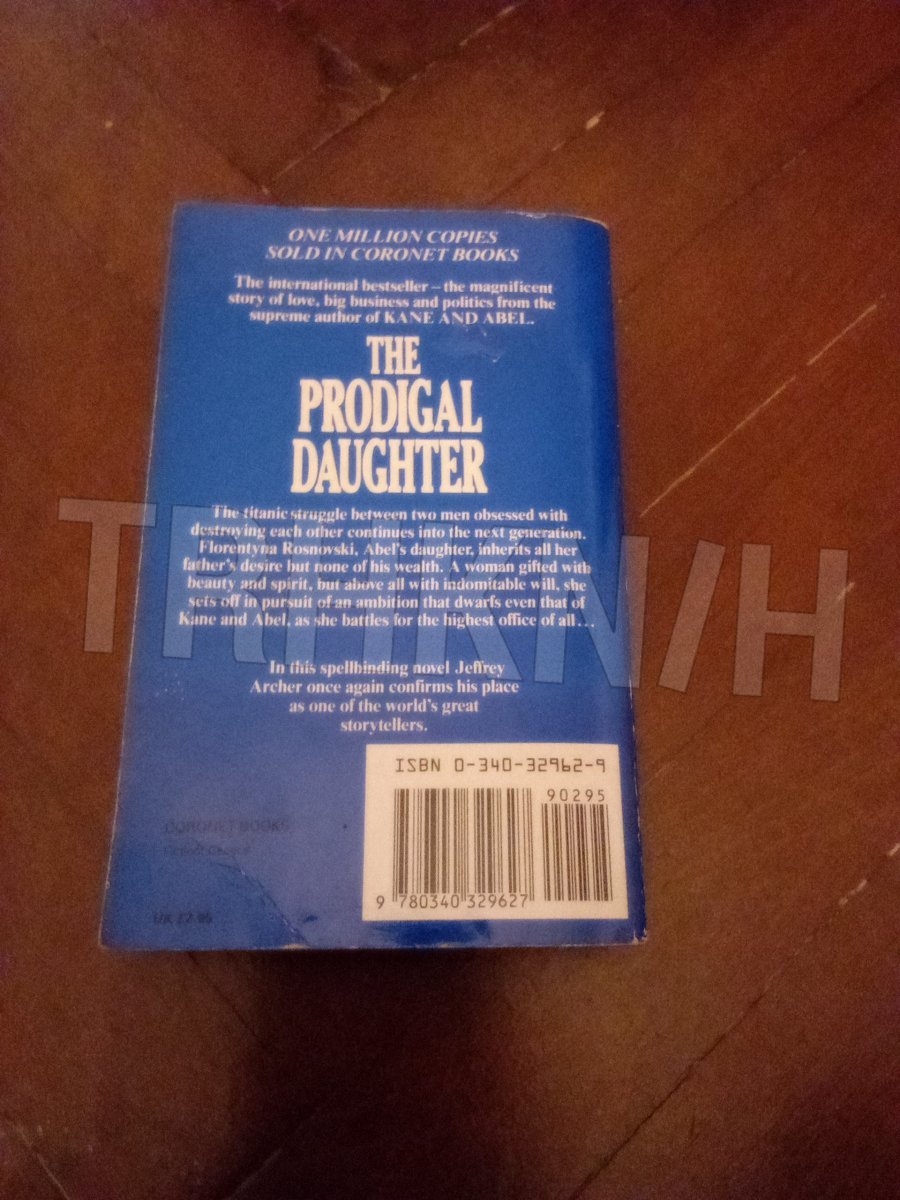 ONE MILLION COPIES
SOLD IN CORONET BOOKS
The international bestseller – the magnificent
story of love, big business and politics from the
supreme author of KANE AND ABEL.
THE
PRODIGAL
DAUGHTER
The titanic struggle between two men obsessed with
destroying each other continues into the next generation.
Florentyna Rosnovski, Abel's daughter, inherits all her
father's desire but none of his wealth. A woman gifted with
beauty and spirit, but above all with indomitable will, she
sets off in pursuit of an ambition that dwarfs even that of
Kane and Abel, as she battles for the highest office of all . . .
TRHKN/H
In this spellbinding novel Jeffrey
Archer once again confirms his place
as one of the world's great
storytellers.
ISBN 0-340-32962-9
90295
9 780340 329627
CORONET BOOKS
UK £2.95